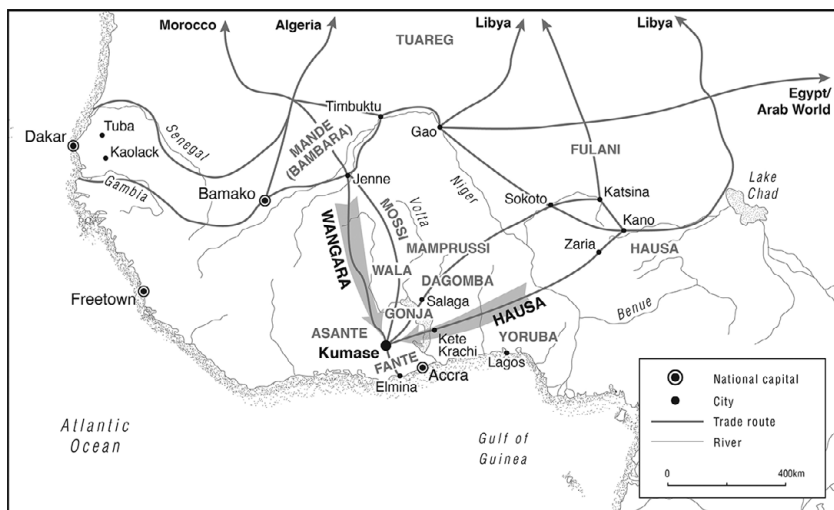 Morocco
Algeria
Libya
Libya
TUAREG
Egypt/
Arab World
Timbuktu
Dakar
Tuba
Kaolack
Senegal
MANDE
(BAMBARA)
Gao
FULANI
Gambia
Bamako
Jenne
Niger
Sokoto
Katsina
Lake
Chad
Kano
WANGARA
MOSSI
Volta
MAMPRUSSI
Zaria
HAUSA
WALA
DAGOMBA
Freetown
Salaga
GONJA
HAUSA
Benue
ASANTE
Kumase
Kete
Krachi
YORUBA
FANTE
Lagos
Elmina
Accra
Atlantic
Ocean
Gulf of
Guinea
National capital
City
Trade route
River
0
400km